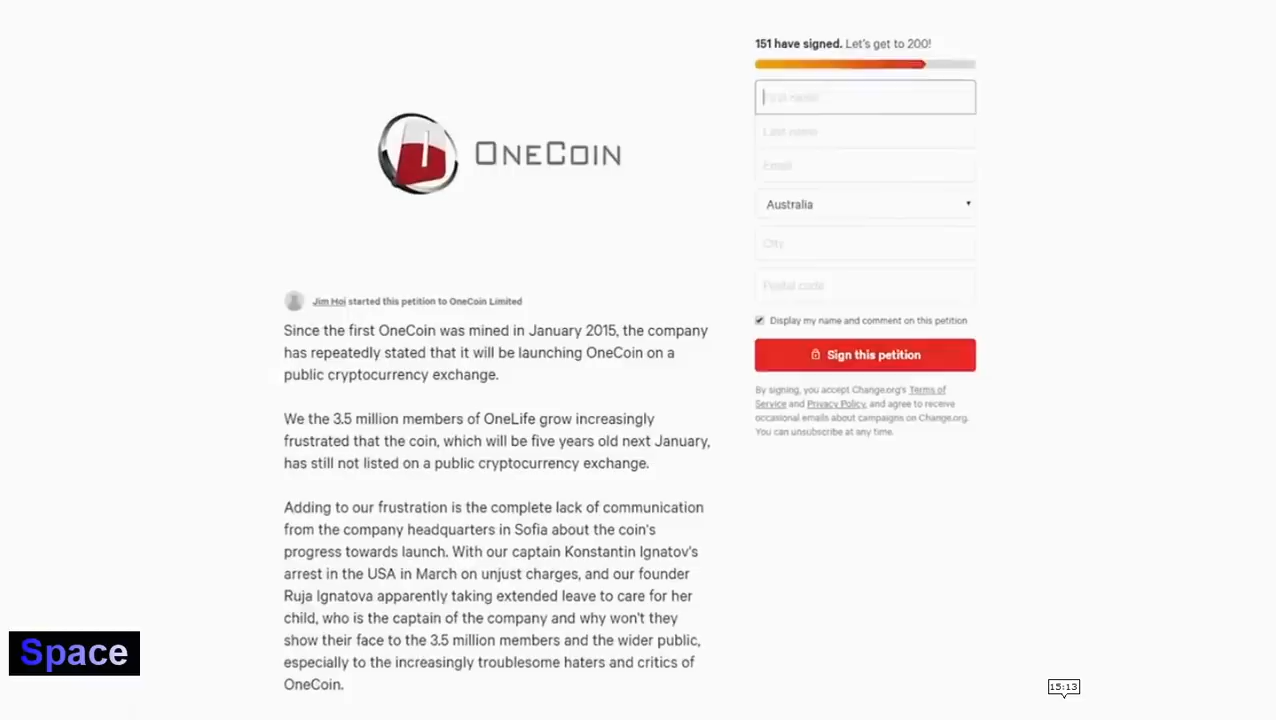 151 have signed. Let's get to 200!
First name
Last name
Email
Australia
City
Postal code
Display my name and comment on this petition
Sign this petition
By signing, you accept Change.org's Terms of
Service and Privacy Policy, and agree to receive
occasional emails about campaigns on Change.org.
You can unsubscribe at any time.
ONECOIN
Jim Hoi started this petition to OneCoin Limited
Since the first OneCoin was mined in January 2015, the company
has repeatedly stated that it will be launching OneCoin on a
public cryptocurrency exchange.
We the 3.5 million members of OneLife grow increasingly
frustrated that the coin, which will be five years old next January,
has still not listed on a public cryptocurrency exchange.
Adding to our frustration is the complete lack of communication
from the company headquarters in Sofia about the coin's
progress towards launch. With our captain Konstantin Ignatov's
arrest in the USA in March on unjust charges, and our founder
Ruja Ignatova apparently taking extended leave to care for her
child, who is the captain of the company and why won't they
show their face to the 3.5 million members and the wider public,
especially to the increasingly troublesome haters and critics of
OneCoin.
Space
15:13